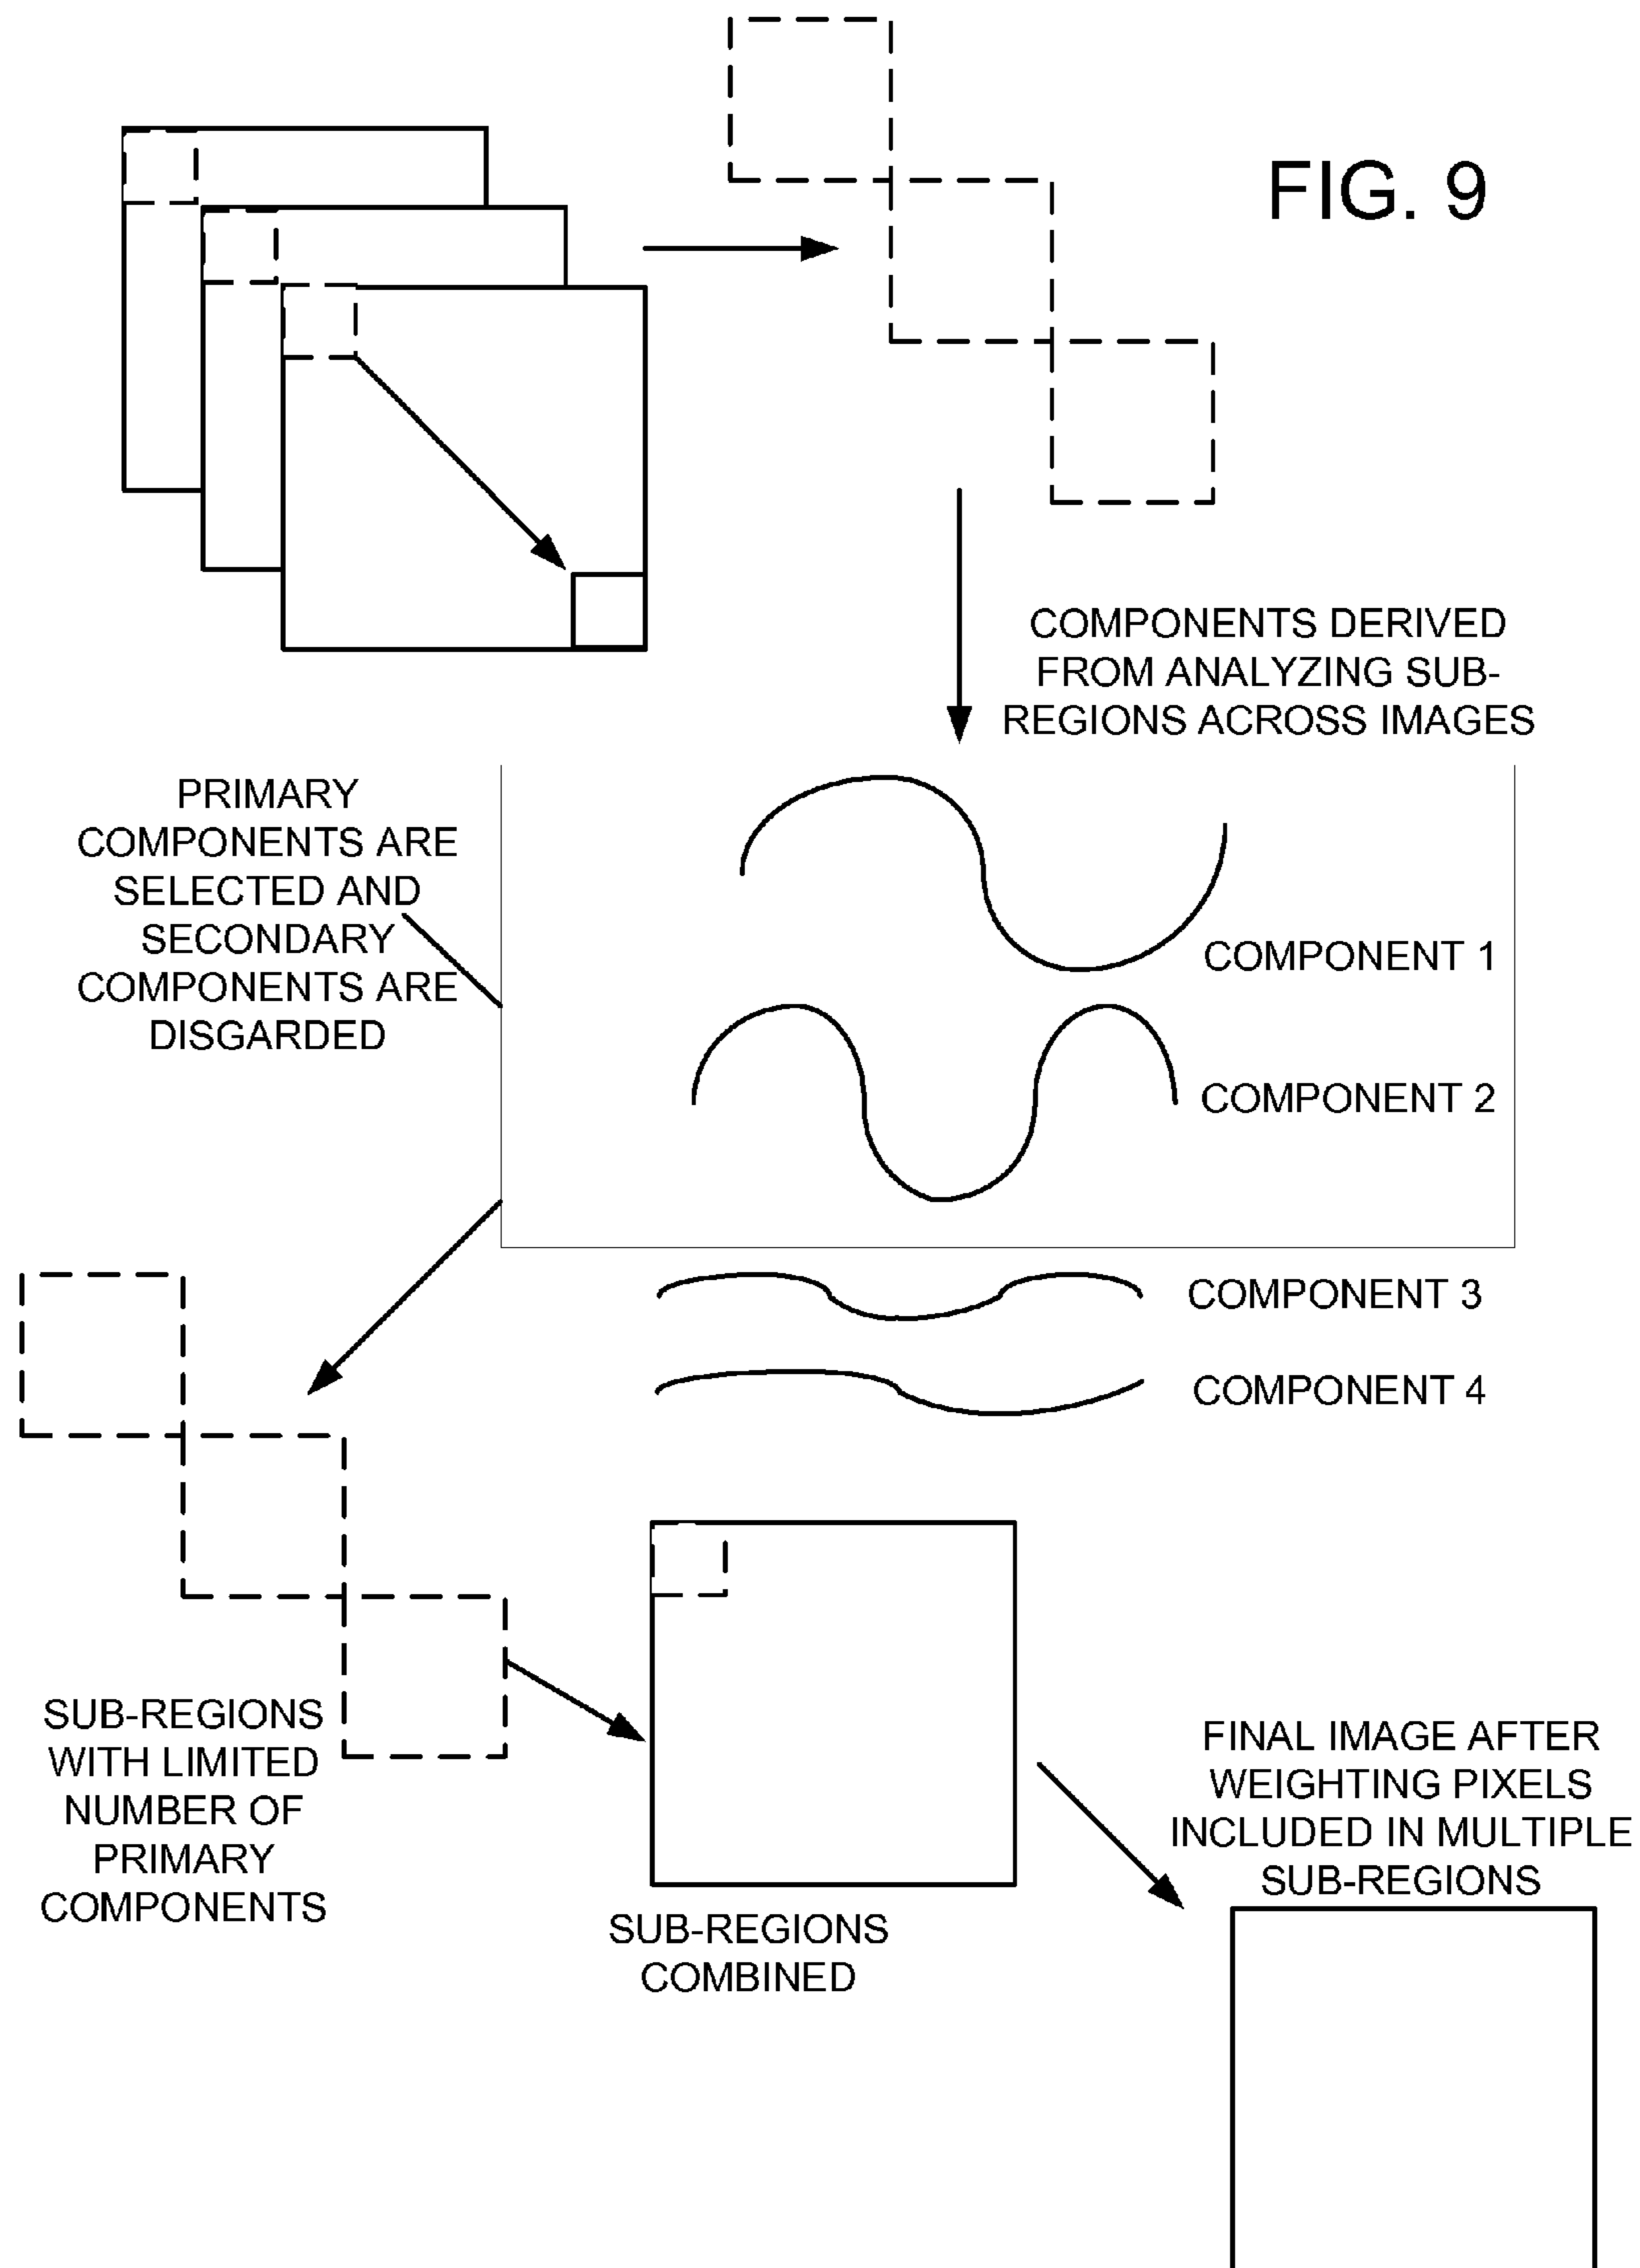 FIG. 9
COMPONENTS DERIVED
FROM ANALYZING SUB-
REGIONS ACROSS IMAGES
PRIMARY
COMPONENTS ARE
SELECTED AND
SECONDARY
COMPONENTS ARE
DISGARDED
COMPONENT 1
COMPONENT 2
COMPONENT 3
COMPONENT 4
SUB-REGIONS
WITH LIMITED
NUMBER OF
PRIMARY
COMPONENTS
SUB-REGIONS
COMBINED
FINAL IMAGE AFTER
WEIGHTING PIXELS
INCLUDED IN MULTIPLE
SUB-REGIONS